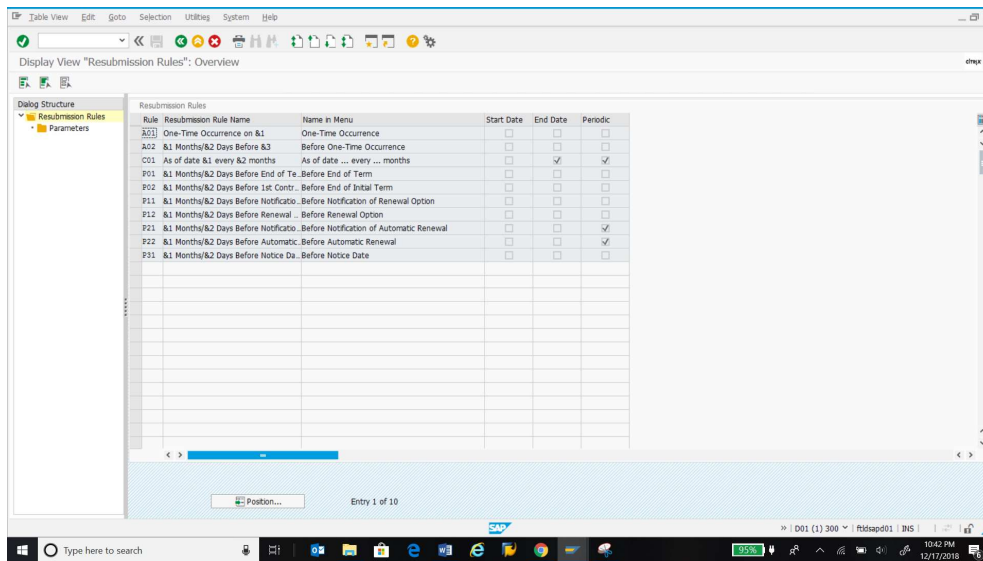 Table View Edit Goto Selection Utilities System Help
Display View "Resubmission Rules": Overview
citrix
Dialog Structure
Resubmission Rules
Parameters
Resubmission Rules
Rule Resubmission Rule Name Name in Menu Start Date End Date Periodic
A01 One-Time Occurrence on &1 One-Time Occurrence
A02 &1 Months/&2 Days Before &3 Before One-Time Occurrence
C01 As of date &1 every &2 months As of date ... every ... months
P01 &1 Months/&2 Days Before End of Te.. Before End of Term
P02 &1 Months/&2 Days Before 1st Contr.. Before End of Initial Term
P11 &1 Months/&2 Days Before Notificatio.. Before Notification of Renewal Option
P12 &1 Months/&2 Days Before Renewal .. Before Renewal Option
P21 &1 Months/&2 Days Before Notificatio.. Before Notification of Automatic Renewal
P22 &1 Months/&2 Days Before Automatic.. Before Automatic Renewal
P31 &1 Months/&2 Days Before Notice Da.. Before Notice Date
Position... Entry 1 of 10
SAP
D01 (1) 300 ftldsapd01 INS
Type here to search
95%
10:42 PM
12/17/2018